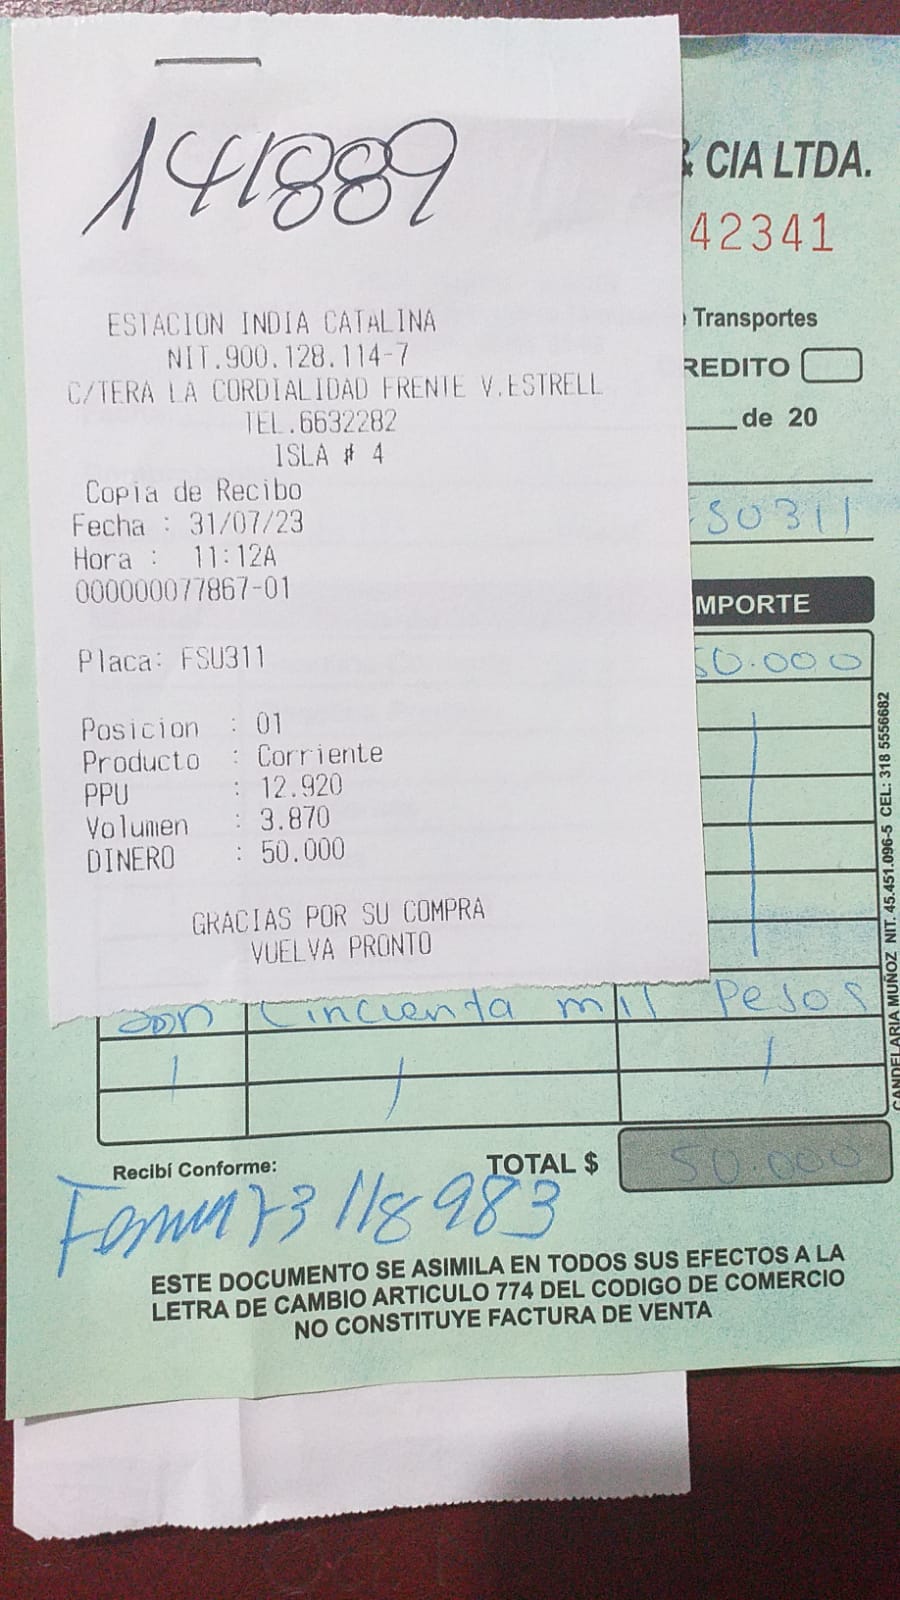 141889
ESTACION INDIA CATALINA
NIT.900.128.114-7
C/TERA LA CORDIALIDAD FRENTE V.ESTRELL
TEL.6632282
ISLA # 4
Copia de Recibo
Fecha : 31/07/23
Hora : 11:12A
000000077867-01
Placa: FSU311
Posicion : 01
Producto : Corriente
PPU : 12.920
Volumen : 3.870
DINERO : 50.000
GRACIAS POR SU COMPRA
VUELVA PRONTO
& CIA LTDA.
42341
Transportes
REDITO
de 20
SU311
MPORTE
50.000
Son Cincienta mil Pesos
Recibí Conforme:
TOTAL $ 50.000
73118983
ESTE DOCUMENTO SE ASIMILA EN TODOS SUS EFECTOS A LA
LETRA DE CAMBIO ARTICULO 774 DEL CODIGO DE COMERCIO
NO CONSTITUYE FACTURA DE VENTA
CANDELARIA MUÑOZ NIT. 45.451.096-5 CEL: 318 5556682